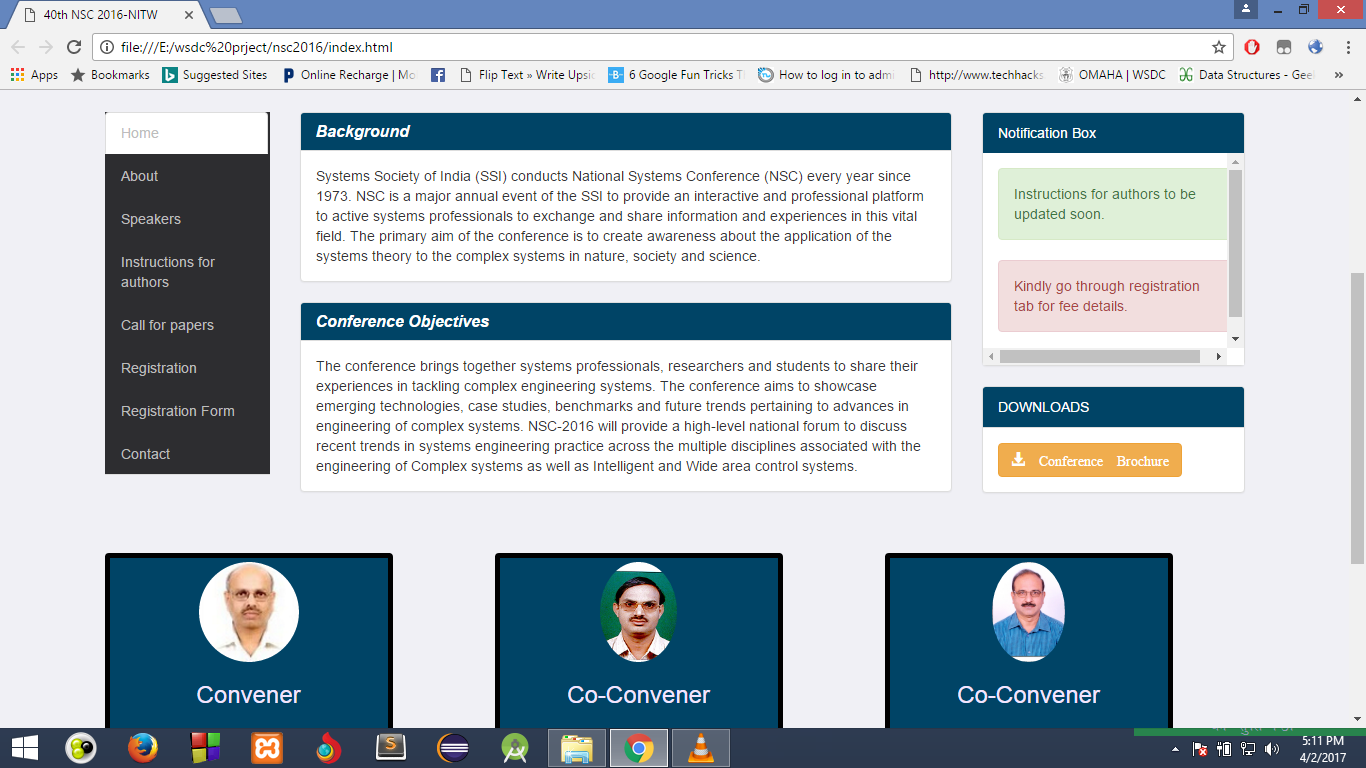 40th NSC 2016-NITW
file:///E:/wsdc%20prject/nsc2016/index.html
Apps
Bookmarks
Suggested Sites
Online Recharge | Mo
Flip Text » Write Upsi
6 Google Fun Tricks T
How to log in to admi
http://www.techhacks
OMAHA | WSDC
Data Structures - Gee
»
Home
About
Speakers
Instructions for
authors
Call for papers
Registration
Registration Form
Contact
Background
Systems Society of India (SSI) conducts National Systems Conference (NSC) every year since
1973. NSC is a major annual event of the SSI to provide an interactive and professional platform
to active systems professionals to exchange and share information and experiences in this vital
field. The primary aim of the conference is to create awareness about the application of the
systems theory to the complex systems in nature, society and science.
Conference Objectives
The conference brings together systems professionals, researchers and students to share their
experiences in tackling complex engineering systems. The conference aims to showcase
emerging technologies, case studies, benchmarks and future trends pertaining to advances in
engineering of complex systems. NSC-2016 will provide a high-level national forum to discuss
recent trends in systems engineering practice across the multiple disciplines associated with the
engineering of Complex systems as well as Intelligent and Wide area control systems.
Notification Box
Instructions for authors to be
updated soon.
Kindly go through registration
tab for fee details.
DOWNLOADS
Conference Brochure
Convener
Co-Convener
Co-Convener
5:11 PM
4/2/2017